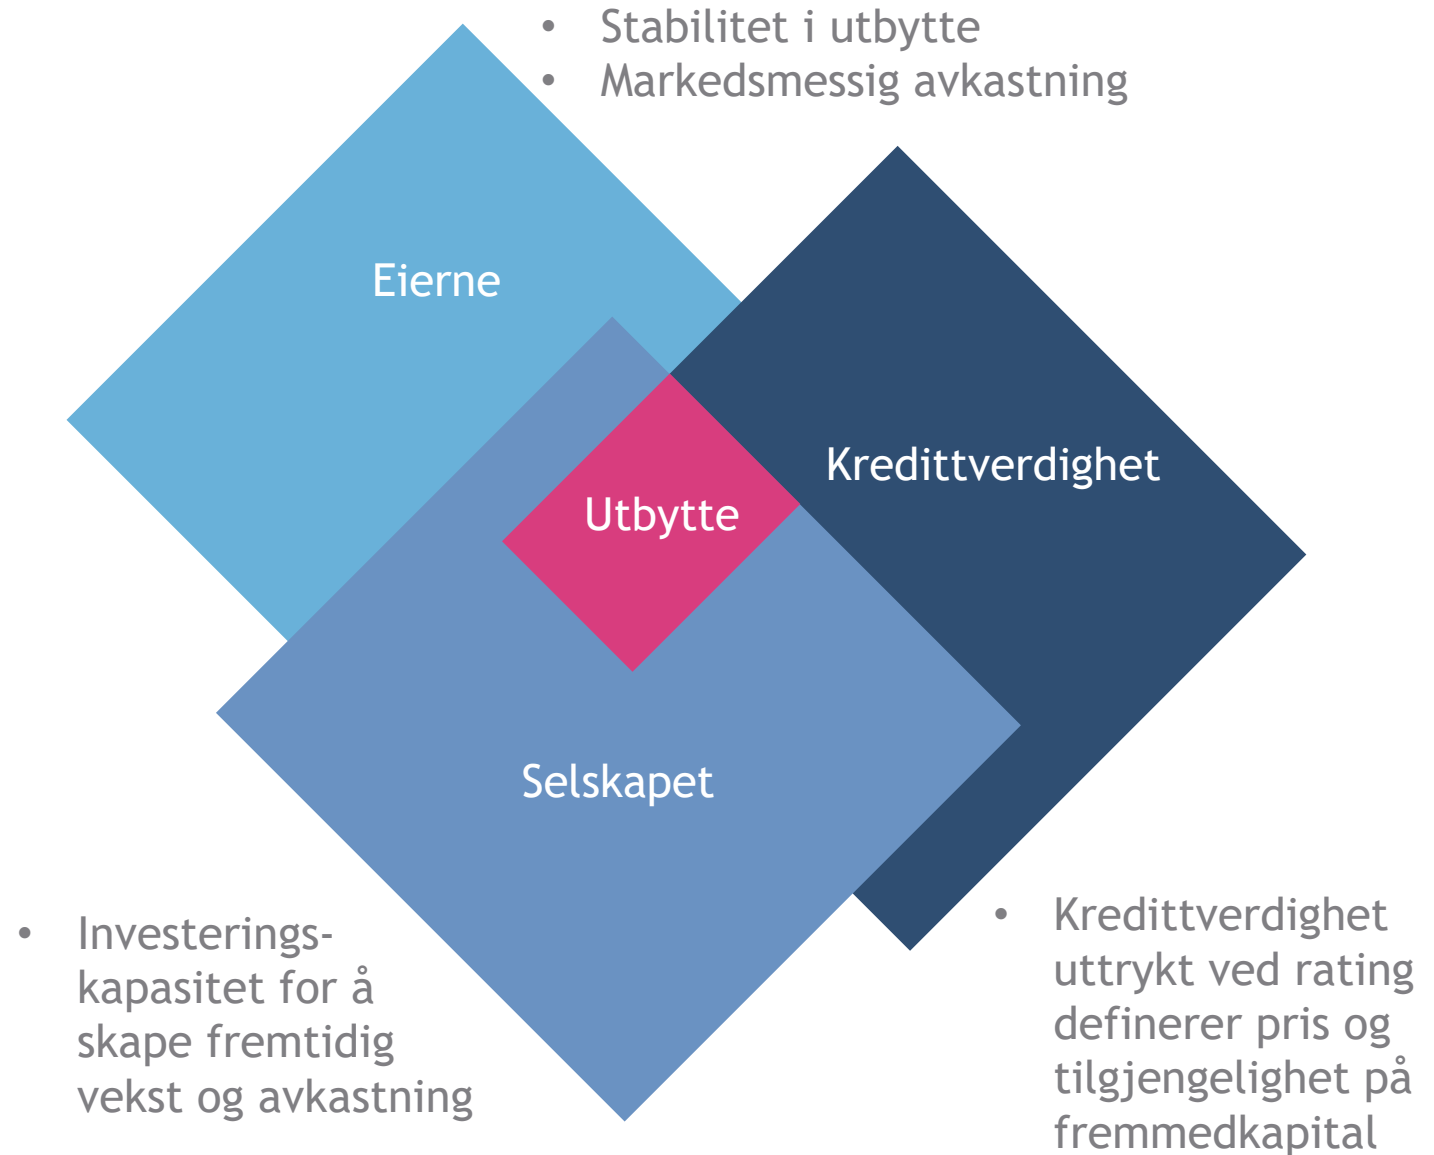 • Stabilitet i utbytte
• Markedsmessig avkastning
Eierne
Kredittverdighet
Utbytte
Selskapet
• Investerings-
kapasitet for å
skape fremtidig
vekst og avkastning
• Kredittverdighet
uttrykt ved rating
definerer pris og
tilgjengelighet på
fremmedkapital